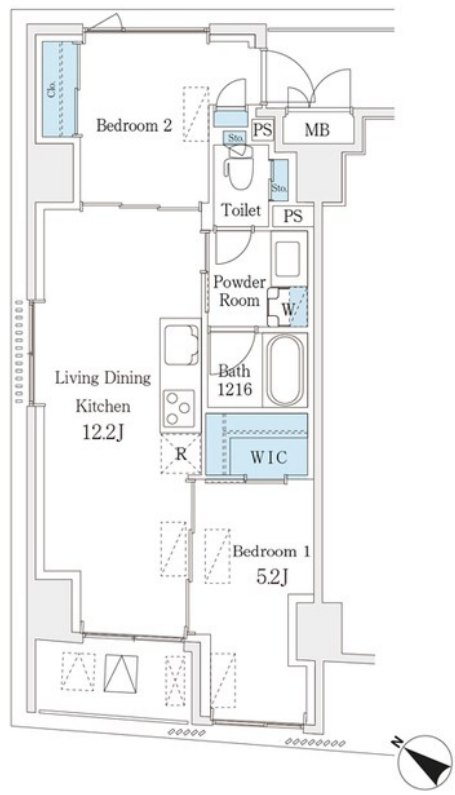 Clo.
Bedroom 2
Sto.
PS
MB
Toilet
Sto.
PS
Powder
Room
W
Bath
1216
Living Dining
Kitchen
12.2J
R
WIC
Bedroom 1
5.2J
N